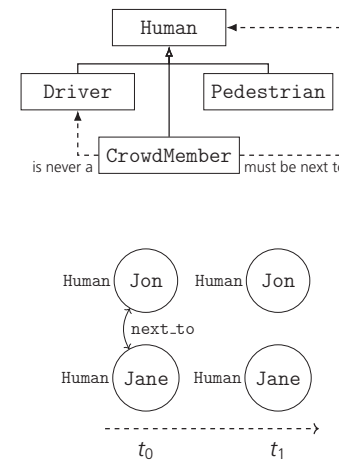 Human
Driver Pedestrian
CrowdMember
is never a must be next to
Human Jon Human Jon
next_to
Human Jane Human Jane
t0 t1